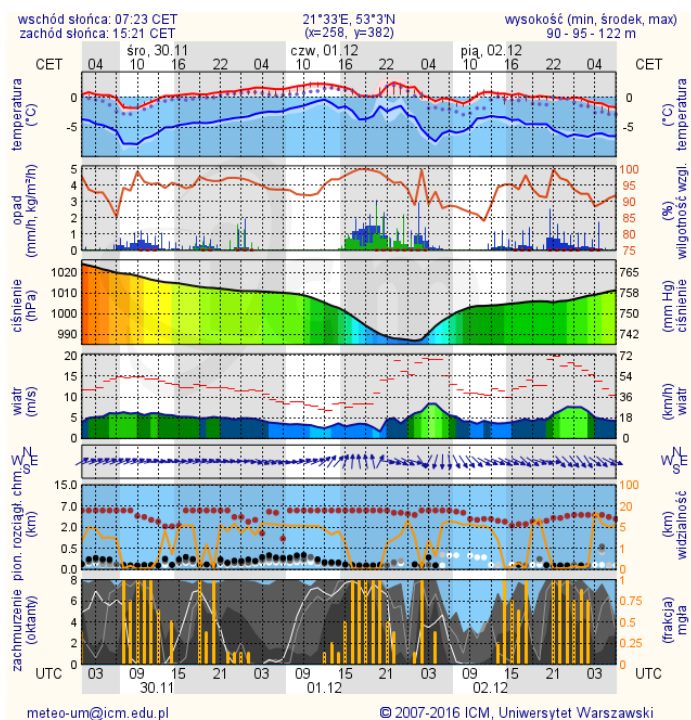 wschód słońca: 07:23 CET
zachód słońca: 15:21 CET
21°33'E, 53°3'N
(x=258, y=382)
wysokość (min, środek, max)
90 - 95 - 122 m
śro, 30.11 czw, 01.12 pią, 02.12
CET 04 10 16 22 04 10 16 22 04 10 16 22 04 CET
temperatura (°C)
0
-5
0
-5
temperatura (°C)
opad (mm/h, kg/m²/h)
5
4
3
2
1
0
100
95
90
85
80
75
(%) wilgotność wzgl.
ciśnienie (hPa)
1020
1010
1000
990
765
758
750
742
(mm Hg) ciśnienie
wiatr (m/s)
20
15
10
5
0
72
54
36
18
0
(km/h) wiatr
N
W E
S
N
W E
S
pion. rozciągł. chm. (km)
15.0
7.0
2.0
0.5
0.0
100
20
5
1
0
(km) widzialność
zachmurzenie (oktanty)
8
6
4
2
0
1
0.75
0.5
0.25
0
(frakcja) mgła
UTC 03 09 15 21 03 09 15 21 03 09 15 21 03 UTC
30.11 01.12 02.12
meteo-um@icm.edu.pl
© 2007-2016 ICM, Uniwersytet Warszawski